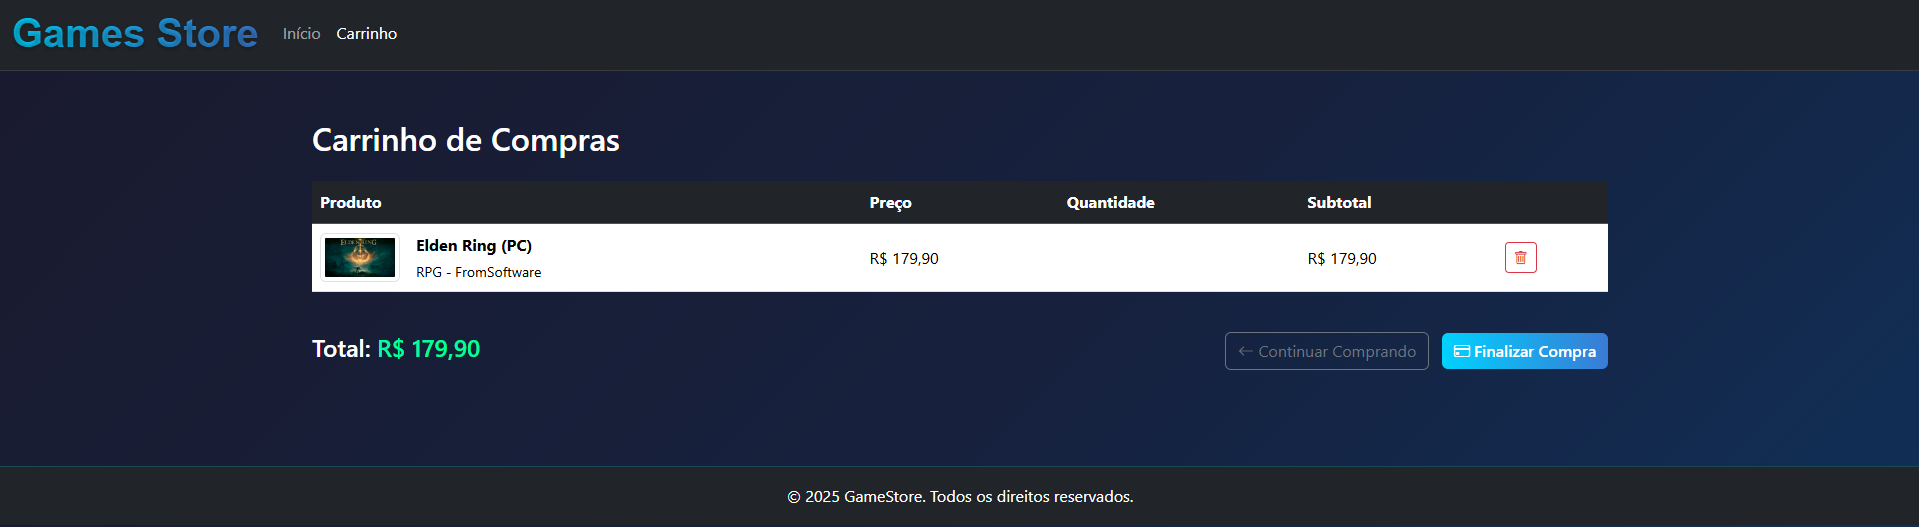 Games Store Início Carrinho
Carrinho de Compras
Produto Preço Quantidade Subtotal
ELDEN RING
Elden Ring (PC)
RPG - FromSoftware
R$ 179,90 R$ 179,90
Total: R$ 179,90
← Continuar Comprando Finalizar Compra
© 2025 GameStore. Todos os direitos reservados.